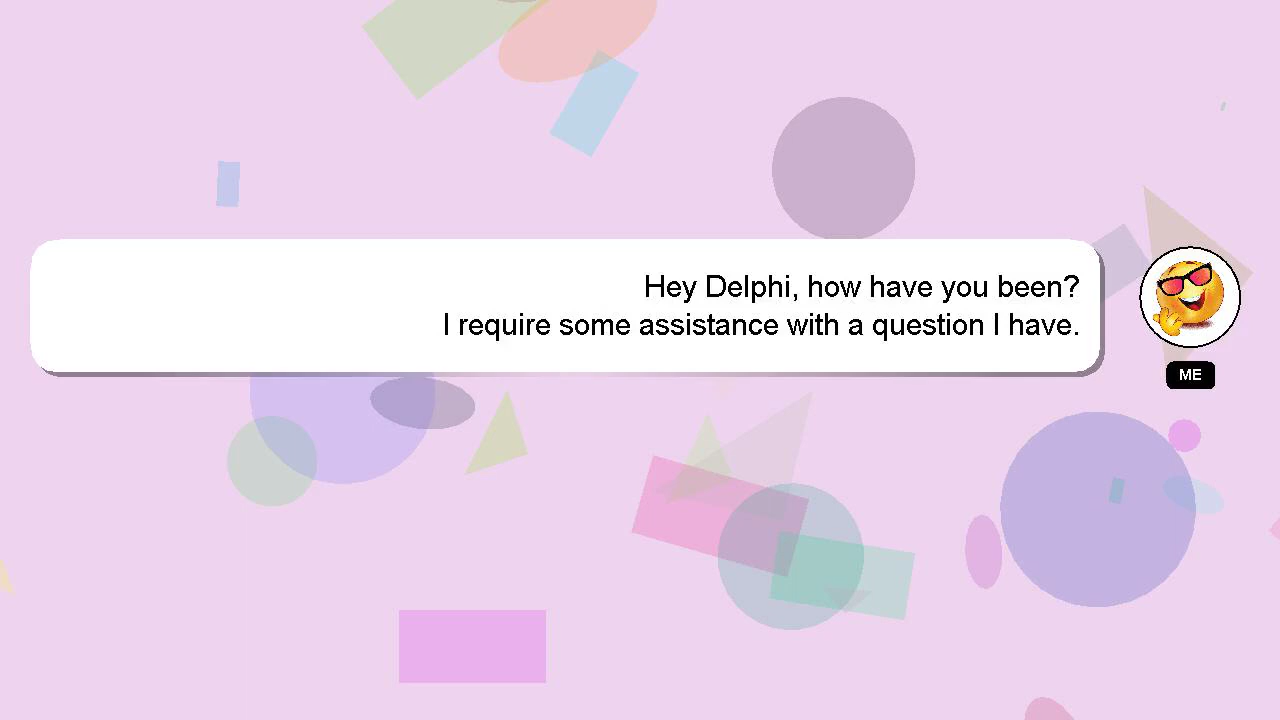 Hey Delphi, how have you been?
I require some assistance with a question I have.
ME